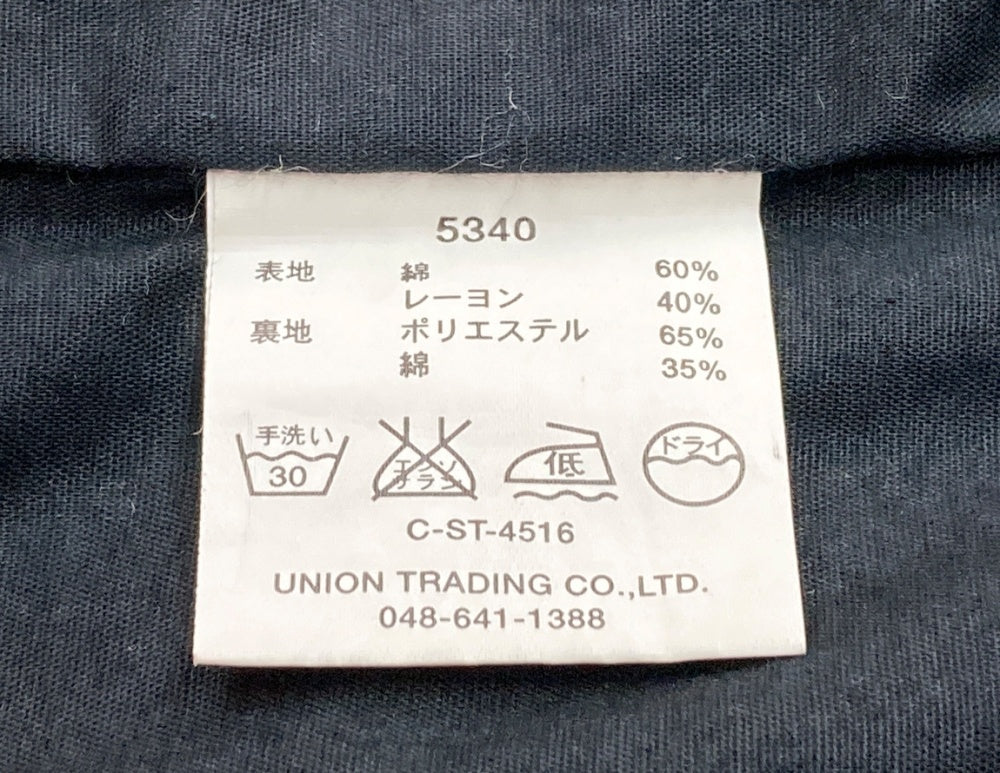 5340
表地 綿 60%
レーヨン 40%
裏地 ポリエステル 65%
綿 35%
手洗い
30
エンソ
サラシ
低
ドライ
C-ST-4516
UNION TRADING CO.,LTD.
048-641-1388